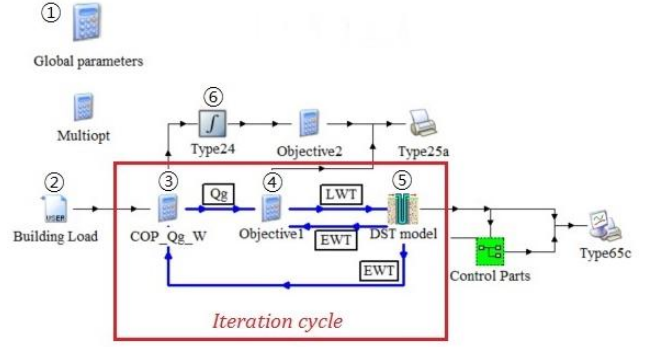 ①
Global parameters
Multiopt
⑥
Type24
Objective2
Type25a
②
USER
Building Load
③
COP_Qg_W
Qg
④
Objective1
LWT
EWT
⑤
DST model
EWT
Control Parts
Type65c
Iteration cycle